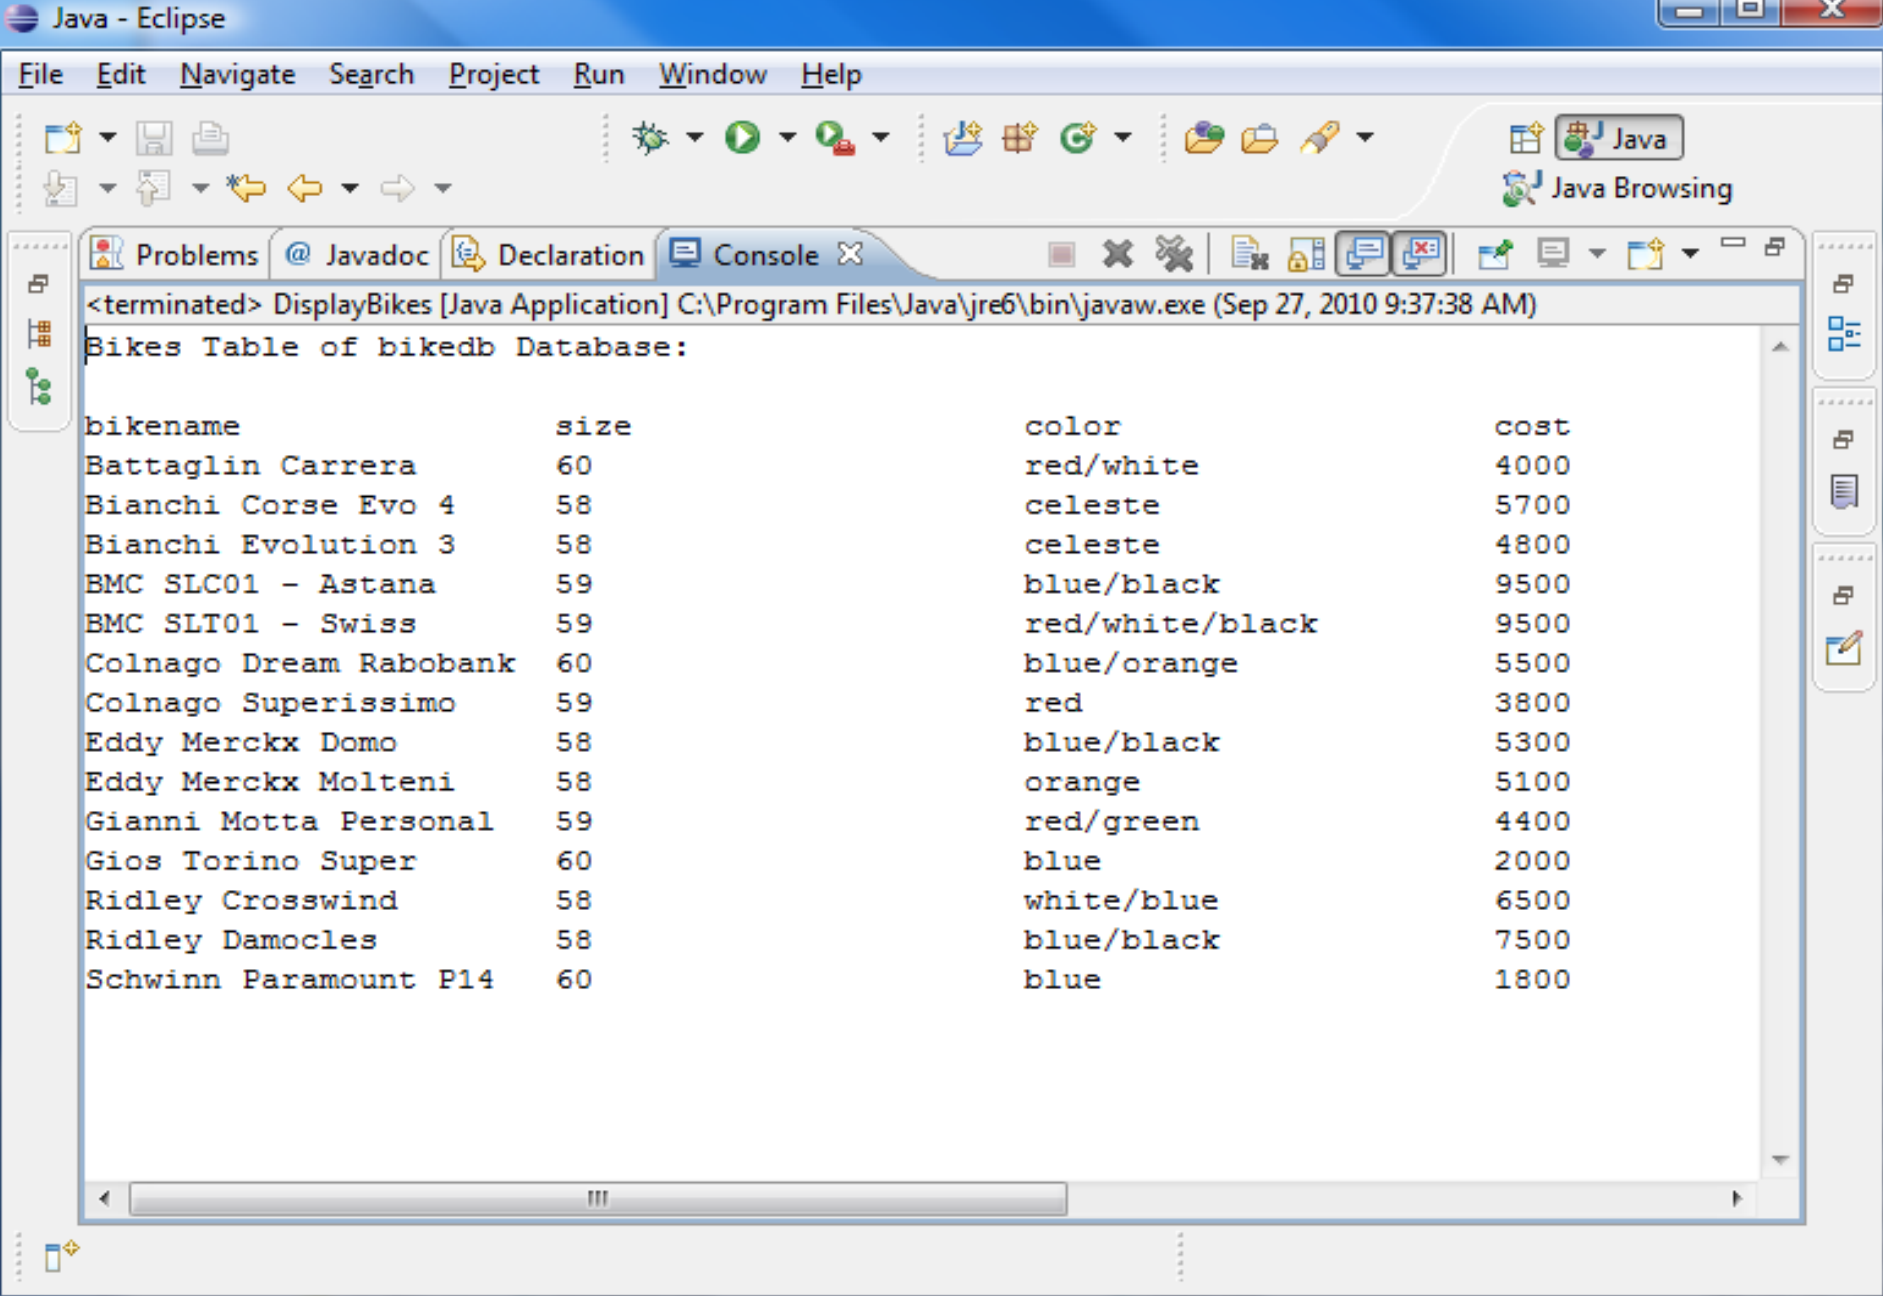 Java - Eclipse
File Edit Navigate Search Project Run Window Help
Java
Java Browsing
Problems @ Javadoc Declaration Console
<terminated> DisplayBikes [Java Application] C:\Program Files\Java\jre6\bin\javaw.exe (Sep 27, 2010 9:37:38 AM)
Bikes Table of bikedb Database:
bikename size color cost
Battaglin Carrera 60 red/white 4000
Bianchi Corse Evo 4 58 celeste 5700
Bianchi Evolution 3 58 celeste 4800
BMC SLC01 - Astana 59 blue/black 9500
BMC SLT01 - Swiss 59 red/white/black 9500
Colnago Dream Rabobank 60 blue/orange 5500
Colnago Superissimo 59 red 3800
Eddy Merckx Domo 58 blue/black 5300
Eddy Merckx Molteni 58 orange 5100
Gianni Motta Personal 59 red/green 4400
Gios Torino Super 60 blue 2000
Ridley Crosswind 58 white/blue 6500
Ridley Damocles 58 blue/black 7500
Schwinn Paramount P14 60 blue 1800